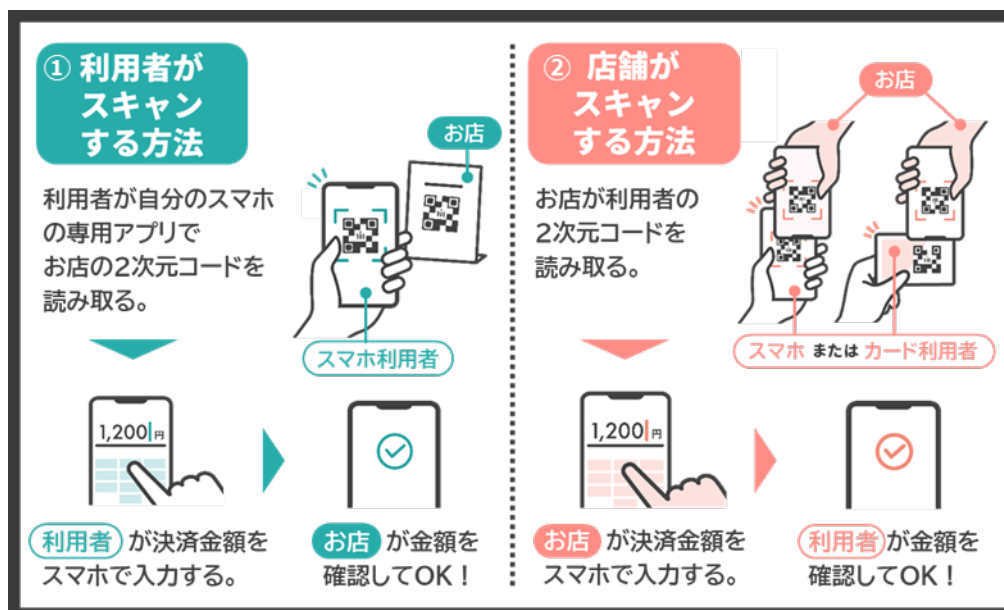 ① 利用者が
スキャン
する方法
お店
利用者が自分のスマホ
の専用アプリで
お店の2次元コードを
読み取る。
スマホ利用者
1,200円
利用者 が決済金額を
スマホで入力する。
お店 が金額を
確認してOK！
② 店舗が
スキャン
する方法
お店
お店が利用者の
2次元コードを
読み取る。
スマホ または カード利用者
1,200円
お店 が決済金額を
スマホで入力する。
利用者 が金額を
確認してOK！